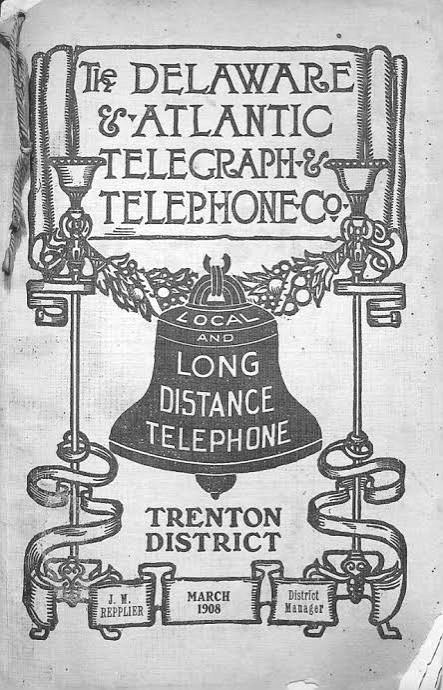 The DELAWARE
&·ATLANTIC
TELEGRAPH·&
TELEPHONE·Co·
LOCAL
AND
LONG
DISTANCE
TELEPHONE
TRENTON
DISTRICT
J. M.
REPPLIER
MARCH
1908
District
Manager